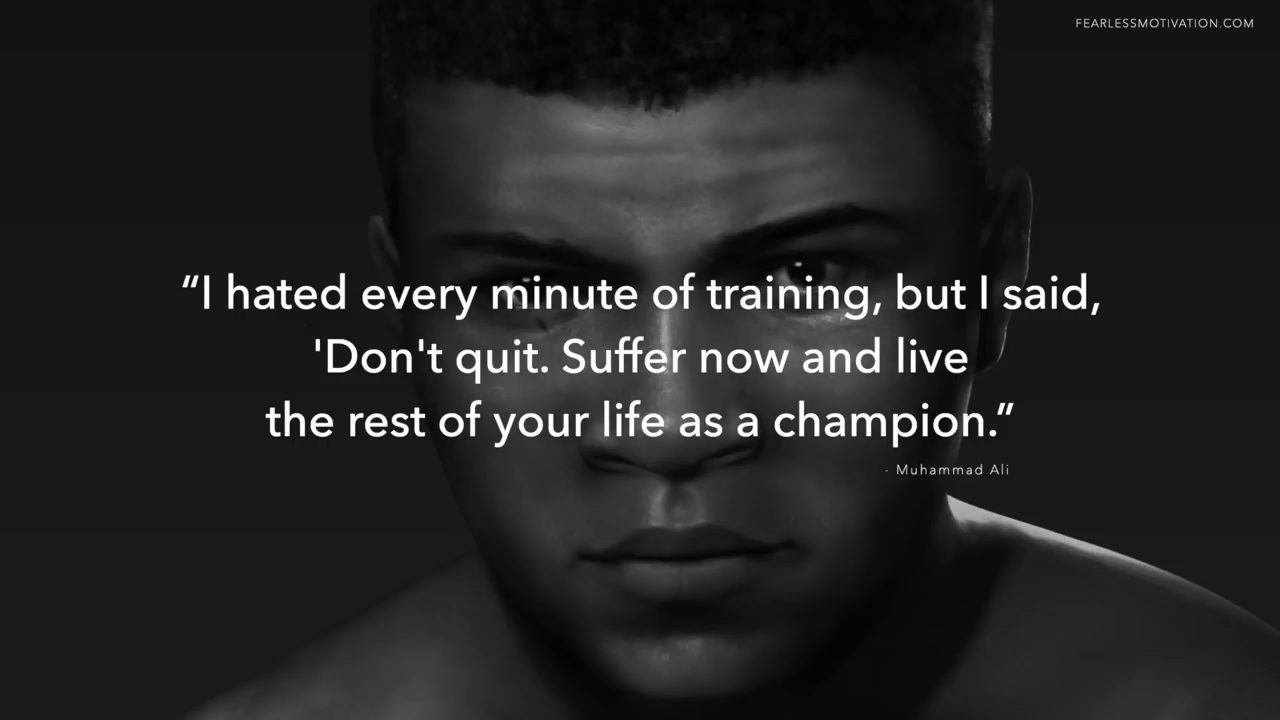 FEARLESSMOTIVATION.COM
“I hated every minute of training, but I said,
'Don't quit. Suffer now and live
the rest of your life as a champion.”
- Muhammad Ali